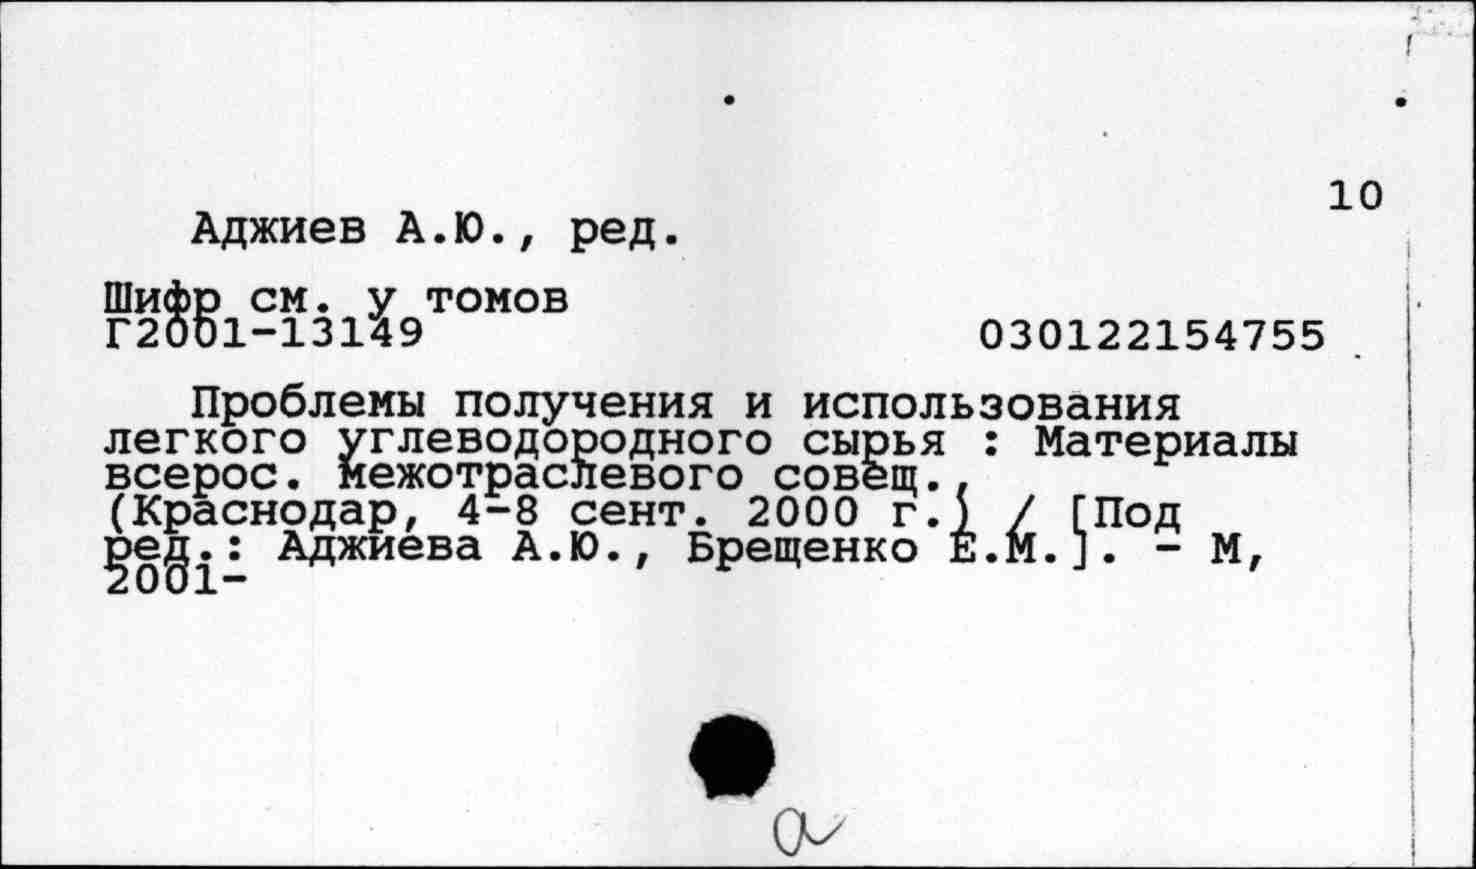 10
Аджиев А.Ю., ред.
Шифр см. у томов
Г2001-13149 030122154755
Проблемы получения и использования
легкого углеводородного сырья : Материалы
всерос. межотраслевого совещ.,
(Краснодар, 4-8 сент. 2000 г.) / [Под
ред.: Аджиева А.Ю., Брещенко Е.М.]. - М,
2001-